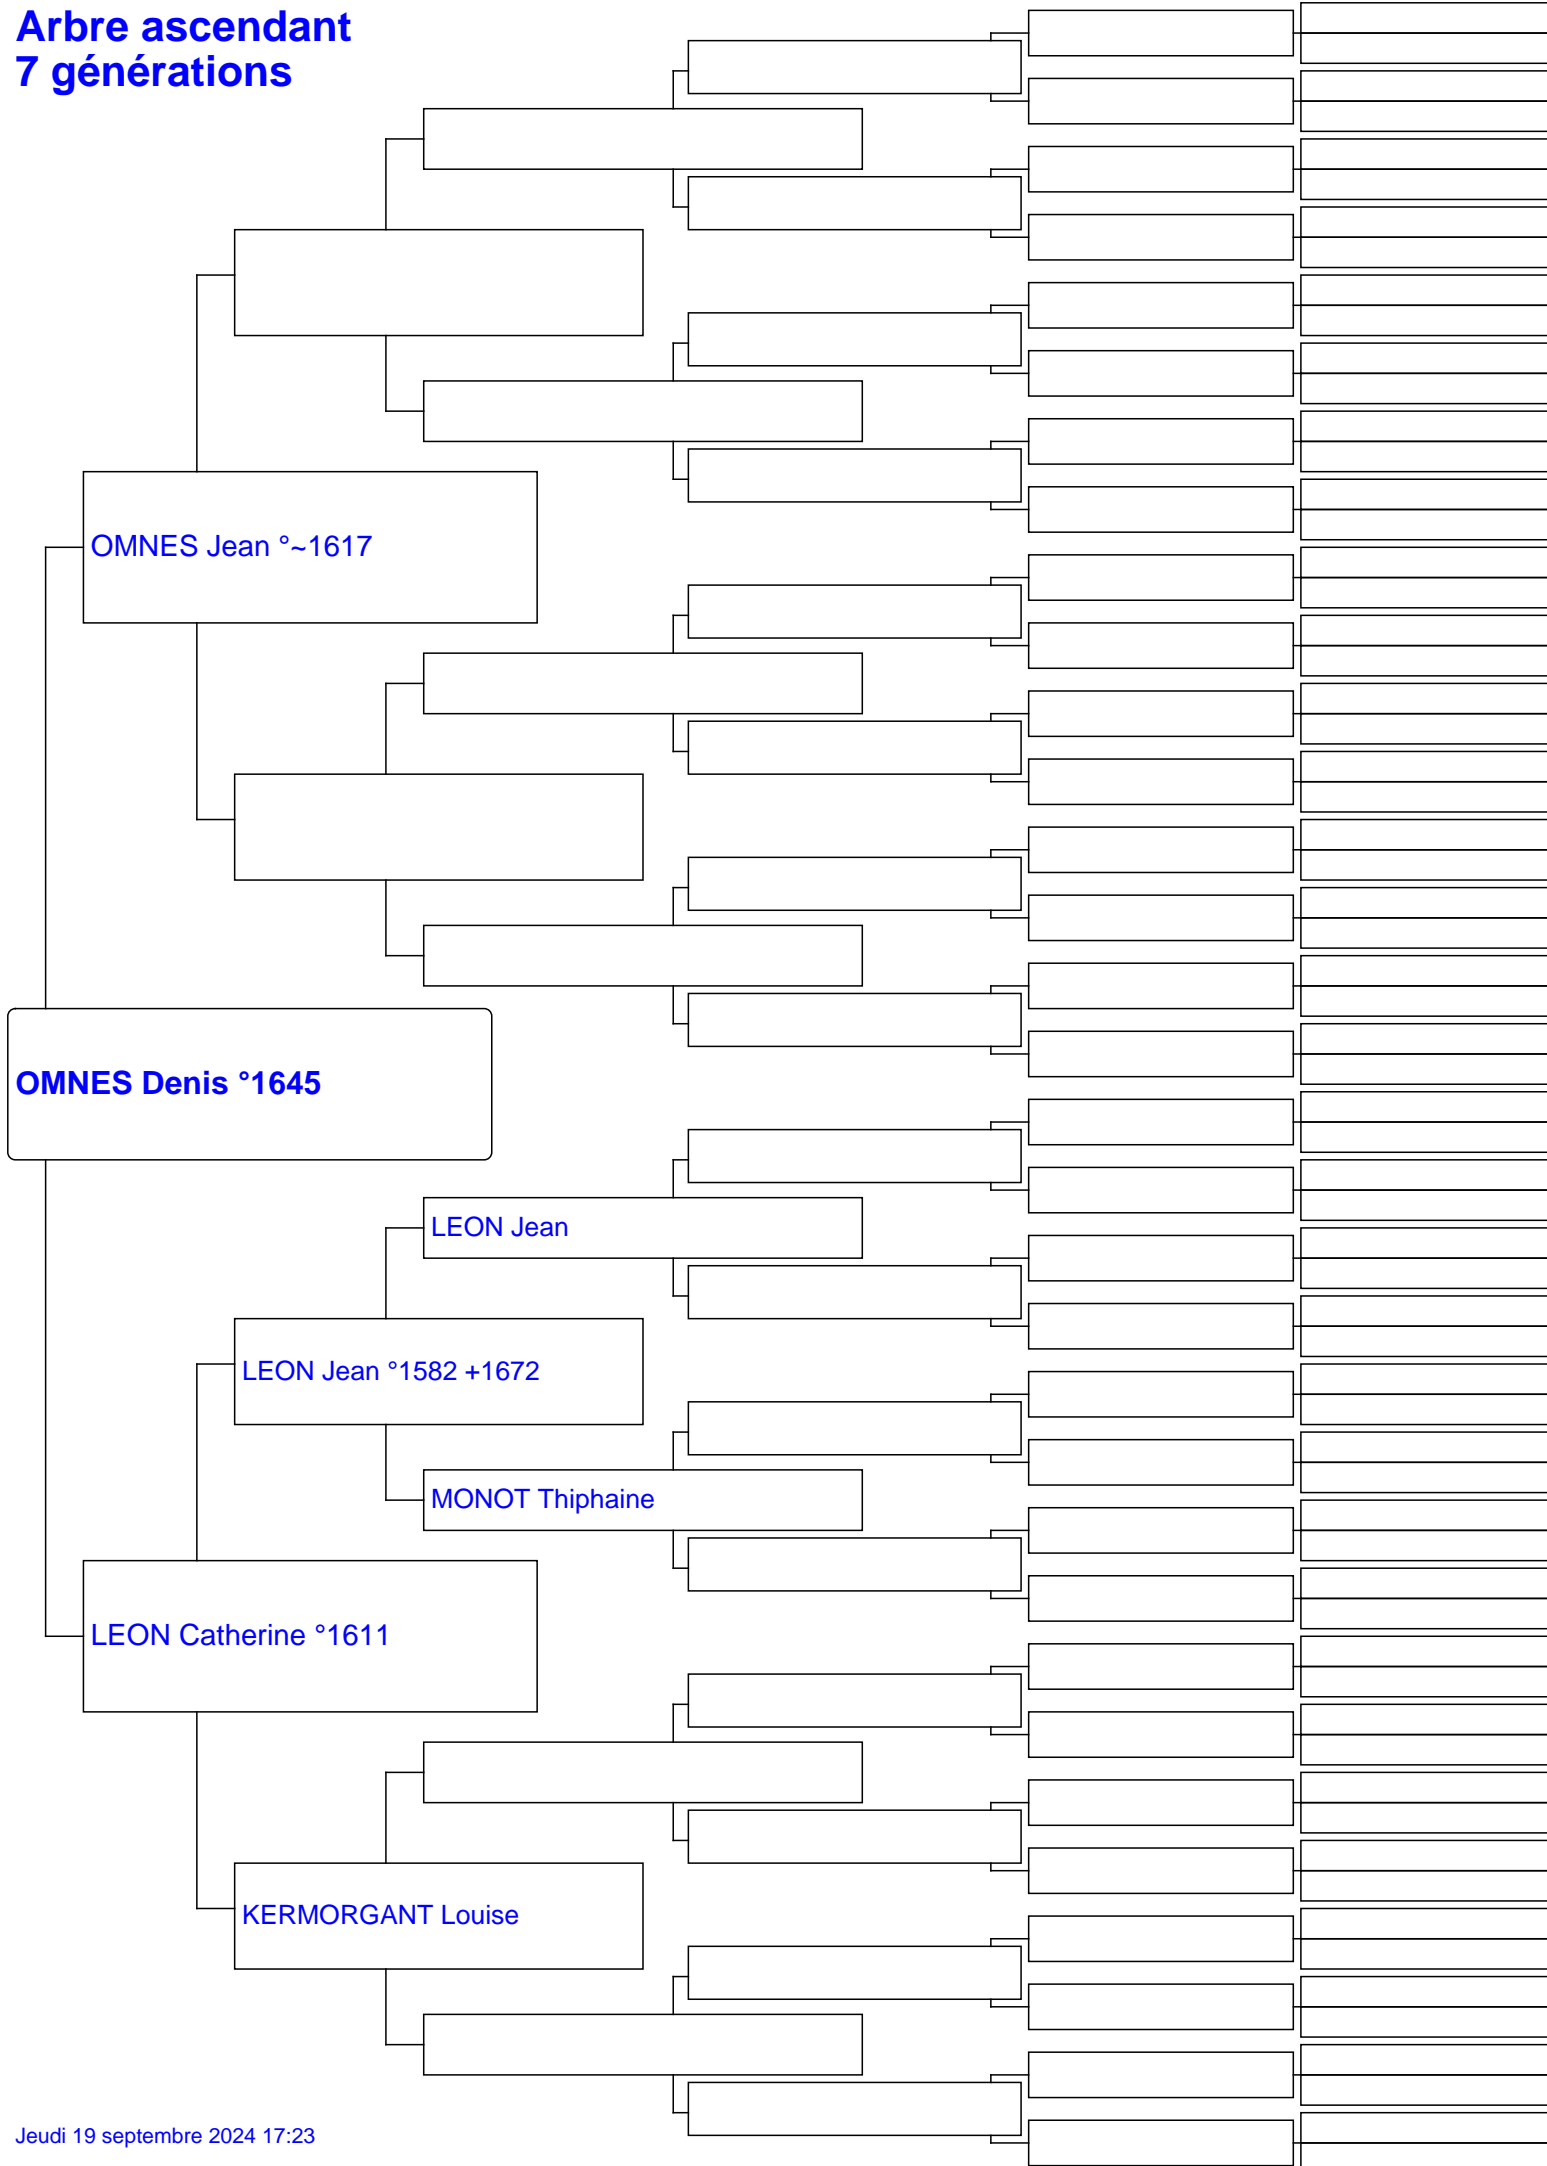 Arbre ascendant
7 générations
OMNES Jean °~1617
OMNES Denis °1645
LEON Jean
LEON Jean °1582 +1672
MONOT Thiphaine
LEON Catherine °1611
KERMORGANT Louise
Jeudi 19 septembre 2024 17:23